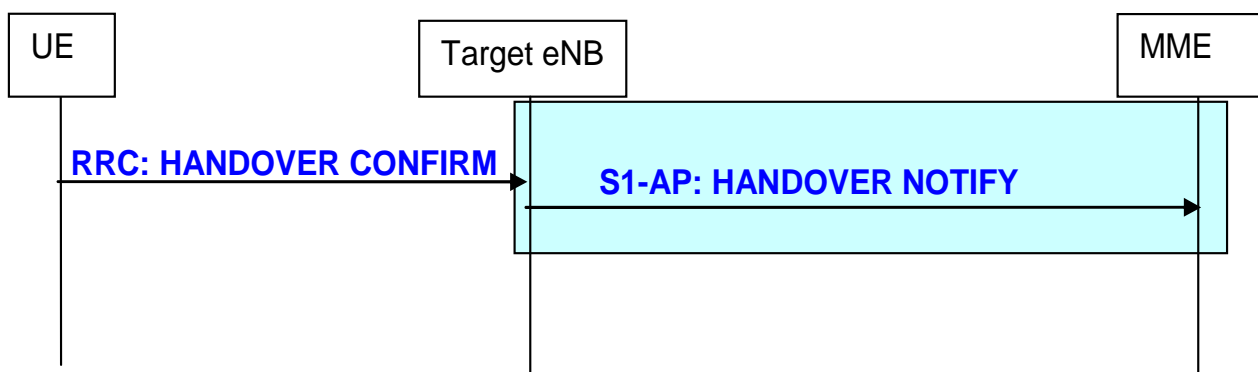 UE
Target eNB
MME
RRC: HANDOVER CONFIRM
S1-AP: HANDOVER NOTIFY